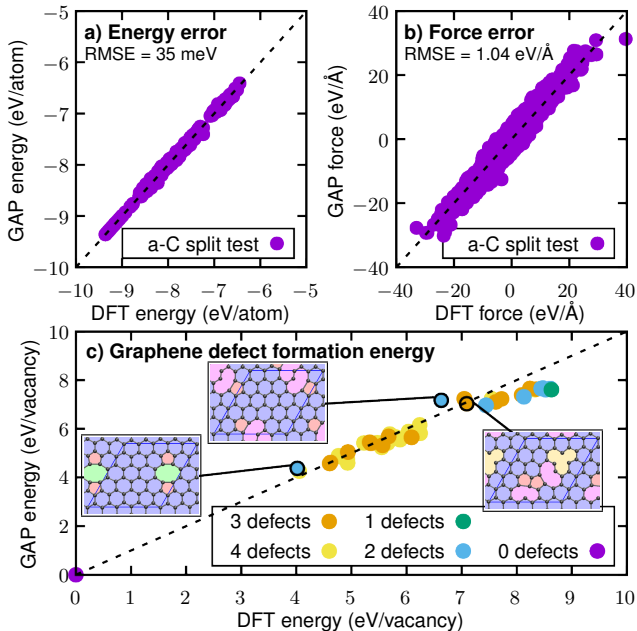 a) Energy error
RMSE = 35 meV
GAP energy (eV/atom)
−5
−6
−7
−8
−9
−10
a-C split test
−10 −9 −8 −7 −6 −5
DFT energy (eV/atom)
b) Force error
RMSE = 1.04 eV/Å
GAP force (eV/Å)
40
20
0
−20
−40
a-C split test
−40 −20 0 20 40
DFT force (eV/Å)
c) Graphene defect formation energy
GAP energy (eV/vacancy)
10
8
6
4
2
0
3 defects 1 defects
4 defects 2 defects 0 defects
0 1 2 3 4 5 6 7 8 9 10
DFT energy (eV/vacancy)